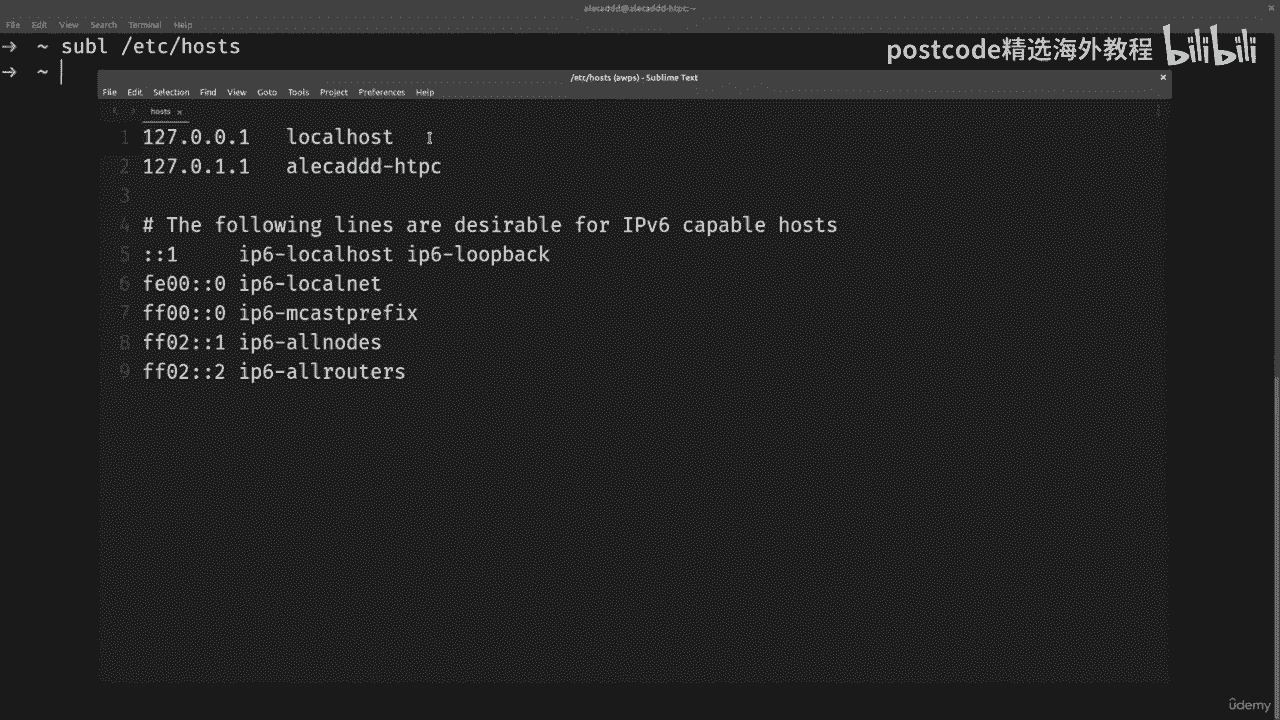 alecaddd@alecaddd-htpc:~
File Edit View Search Terminal Help
→ ~ subl /etc/hosts
→ ~
postcode精选海外教程 bilibili
/etc/hosts (awps) - Sublime Text
File Edit Selection Find View Goto Tools Project Preferences Help
hosts
1 127.0.0.1 localhost
2 127.0.1.1 alecaddd-htpc
3
4 # The following lines are desirable for IPv6 capable hosts
5 ::1 ip6-localhost ip6-loopback
6 fe00::0 ip6-localnet
7 ff00::0 ip6-mcastprefix
8 ff02::1 ip6-allnodes
9 ff02::2 ip6-allrouters
ûdemy